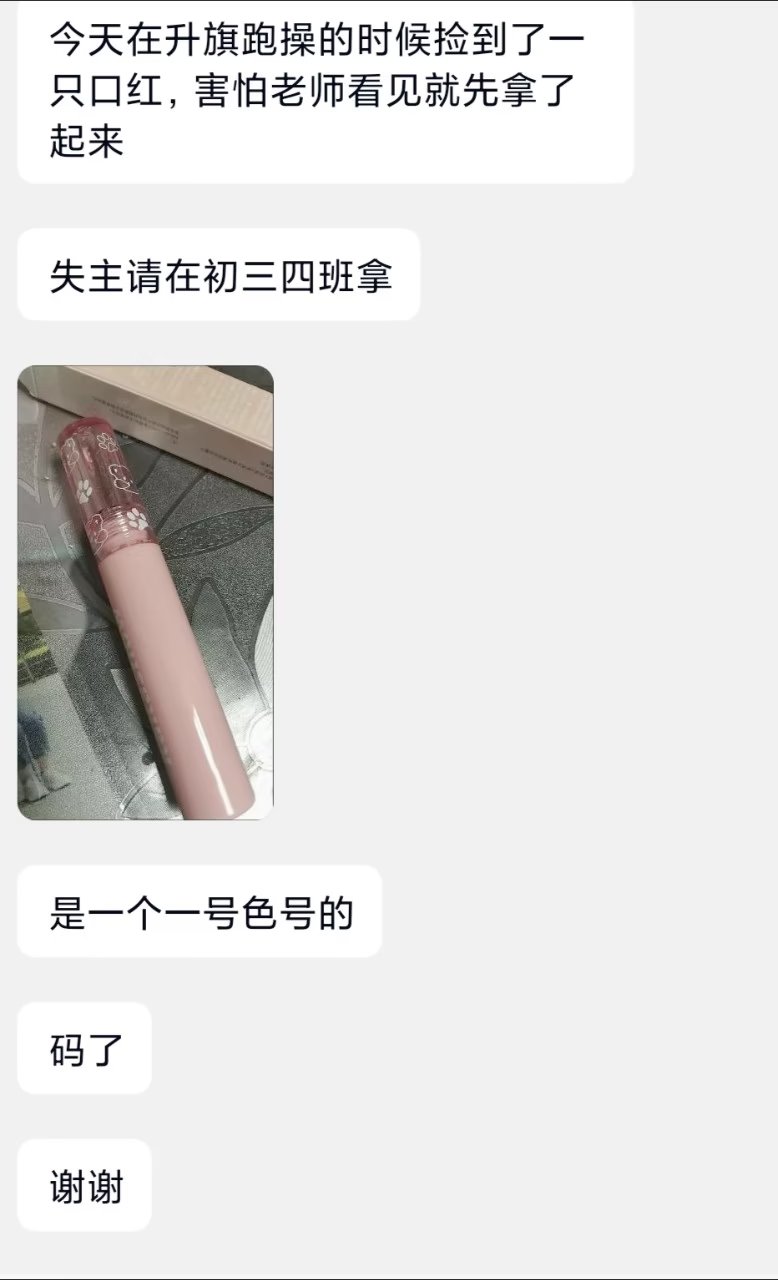 今天在升旗跑操的时候捡到了一
只口红，害怕老师看见就先拿了
起来
失主请在初三四班拿
是一个一号色号的
码了
谢谢